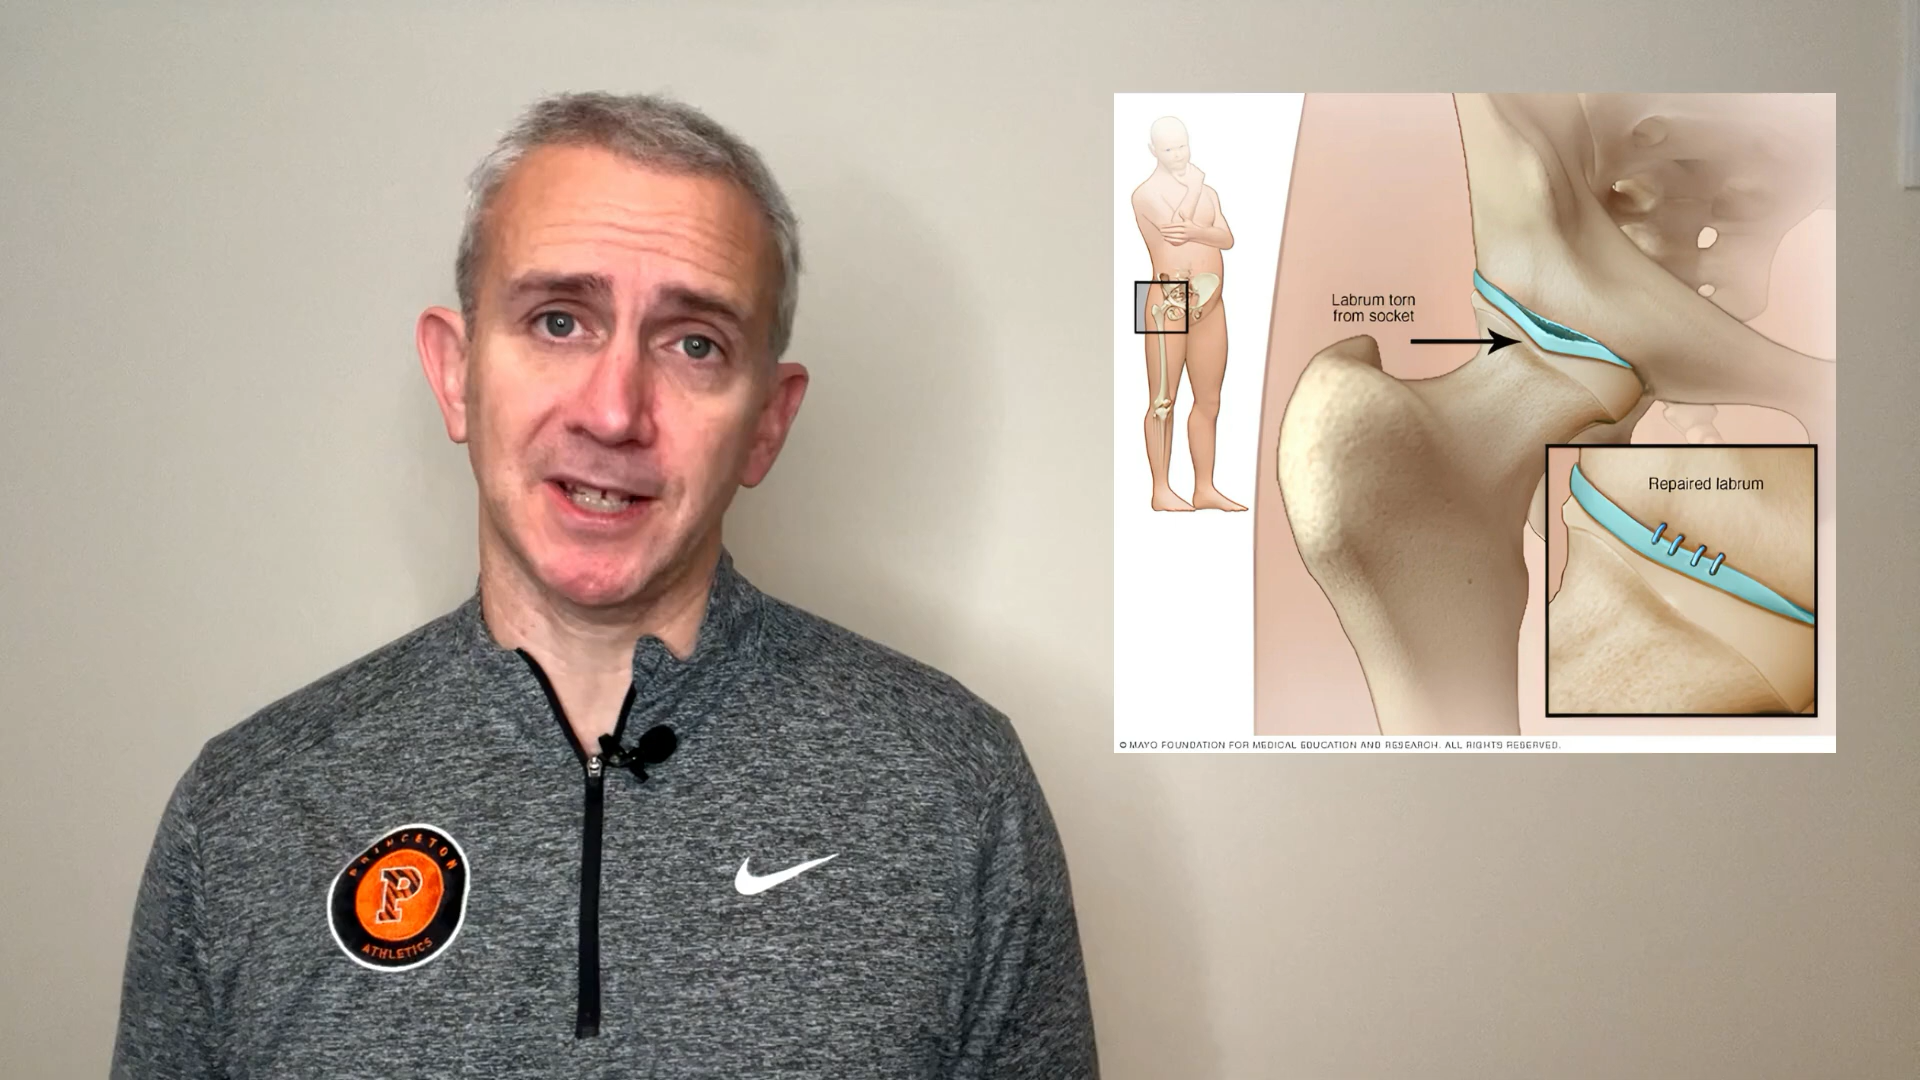 PRINCETON
P
ATHLETICS
Labrum torn
from socket
Repaired labrum
© MAYO FOUNDATION FOR MEDICAL EDUCATION AND RESEARCH. ALL RIGHTS RESERVED.